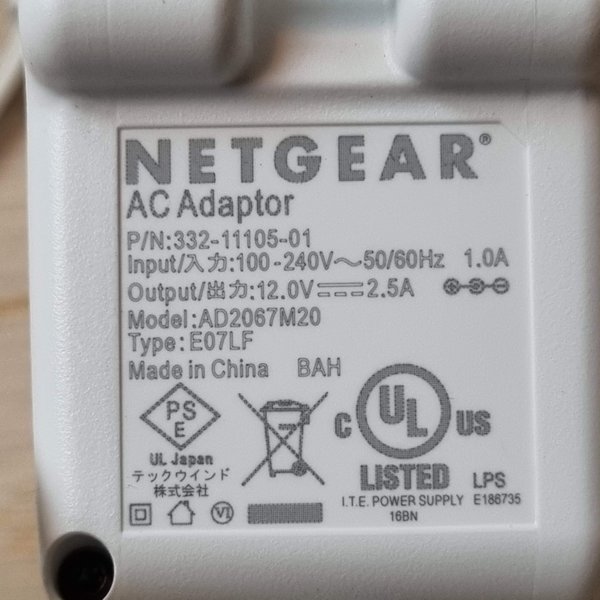 NETGEAR®
AC Adaptor
P/N:332-11105-01
Input/入力:100-240V～50/60Hz 1.0A
Output/出力:12.0V⎓2.5A
Model:AD2067M20
Type:E07LF
Made in China BAH
PS
E
UL Japan
テックウインド
株式会社
C UL US
LISTED LPS
I.T.E. POWER SUPPLY E186735
16BN
VI